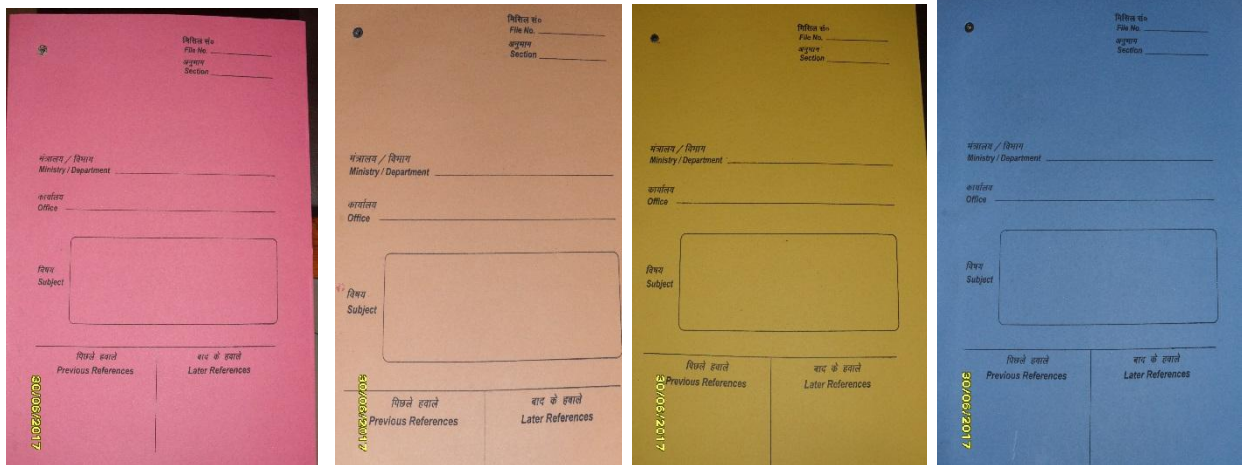 मिसिल सं०
File No.
अनुभाग
Section
मंत्रालय / विभाग
Ministry / Department
कार्यालय
Office
विषय
Subject
पिछले हवाले
Previous References
बाद के हवाले
Later References
30/06/2017
मिसिल सं०
File No.
अनुभाग
Section
मंत्रालय / विभाग
Ministry / Department
कार्यालय
Office
विषय
Subject
पिछले हवाले
Previous References
बाद के हवाले
Later References
30/06/2017
मिसिल सं०
File No.
अनुभाग
Section
मंत्रालय / विभाग
Ministry / Department
कार्यालय
Office
विषय
Subject
पिछले हवाले
Previous References
बाद के हवाले
Later References
30/06/2017
मिसिल सं०
File No.
अनुभाग
Section
मंत्रालय / विभाग
Ministry / Department
कार्यालय
Office
विषय
Subject
पिछले हवाले
Previous References
बाद के हवाले
Later References
30/06/2017